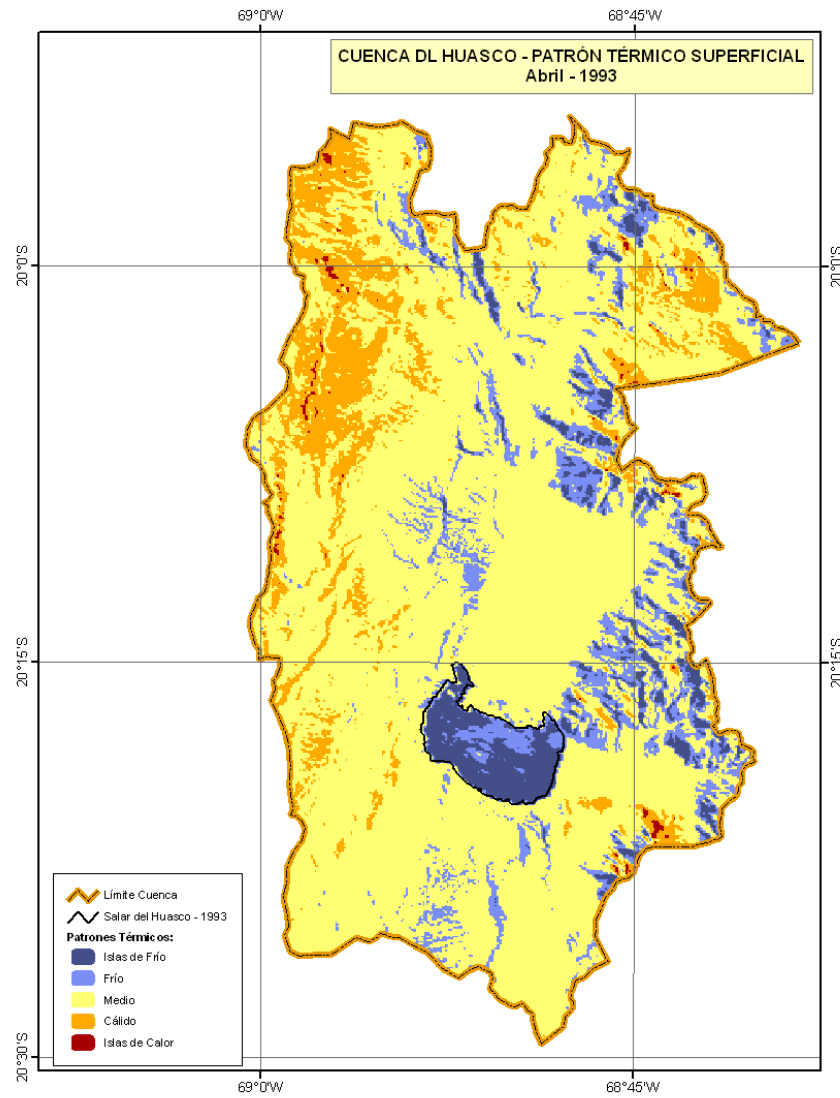 69°0'W
68°45'W
CUENCA DL HUASCO - PATRÓN TÉRMICO SUPERFICIAL
Abril - 1993
20°0'S
20°0'S
20°15'S
20°15'S
Límite Cuenca
Salar del Huasco - 1993
Patrones Térmicos:
Islas de Frío
Frío
Medio
Cálido
Islas de Calor
20°30'S
20°30'S
69°0'W
68°45'W